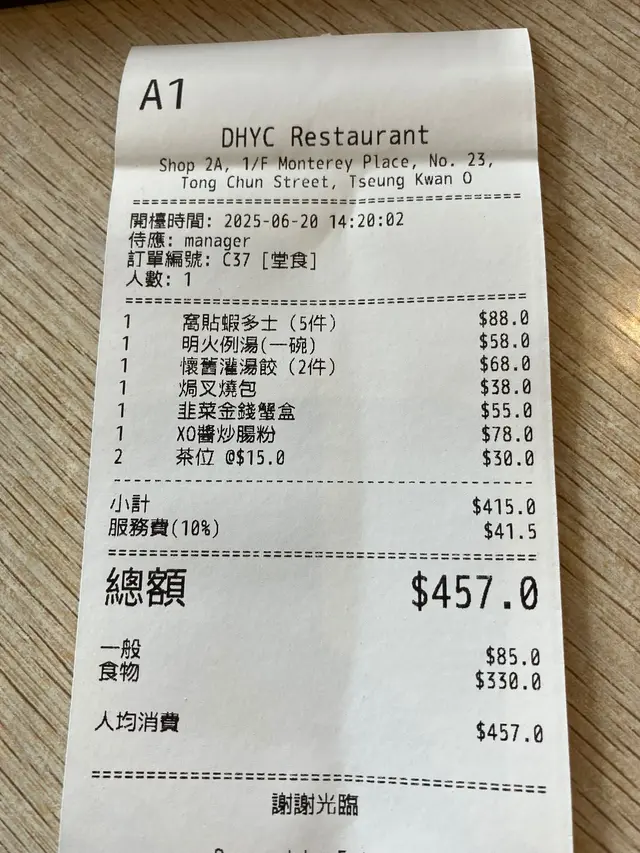 A1
DHYC Restaurant
Shop 2A, 1/F Monterey Place, No. 23,
Tong Chun Street, Tseung Kwan O
開檯時間: 2025-06-20 14:20:02
侍應: manager
訂單編號: C37 [堂食]
人數: 1
1 窩貼蝦多士 (5件) $88.0
1 明火例湯(一碗) $58.0
1 懷舊灌湯餃 (2件) $68.0
1 焗叉燒包 $38.0
1 韭菜金錢蟹盒 $55.0
1 XO醬炒腸粉 $78.0
2 茶位 @$15.0 $30.0
小計 $415.0
服務費(10%) $41.5
總額 $457.0
一般 $85.0
食物 $330.0
人均消費 $457.0
謝謝光臨